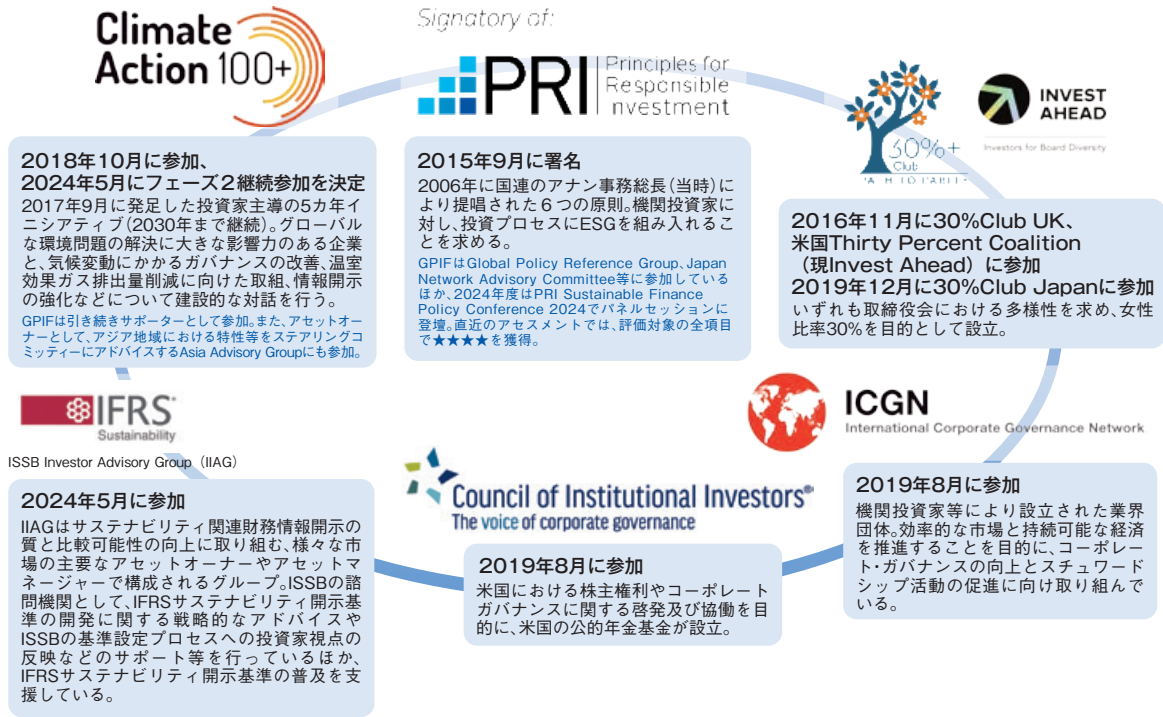 Climate
Action 100+
2018年10月に参加、
2024年5月にフェーズ2継続参加を決定
2017年9月に発足した投資家主導の5カ年イ
ニシアティブ(2030年まで継続)。グローバル
な環境問題の解決に大きな影響力のある企業
と、気候変動にかかるガバナンスの改善、温室
効果ガス排出量削減に向けた取組、情報開示
の強化などについて建設的な対話を行う。
GPIFは引き続きサポーターとして参加。また、アセットオー
ナーとして、アジア地域における特性等をステアリングコ
ミッティーにアドバイスするAsia Advisory Groupにも参加。
Signatory of:
PRI
Principles for
Responsible
Investment
2015年9月に署名
2006年に国連のアナン事務総長(当時)に
より提唱された6つの原則。機関投資家に
対し、投資プロセスにESGを組み入れるこ
とを求める。
GPIFはGlobal Policy Reference Group、Japan
Network Advisory Committee等に参加している
ほか、2024年度はPRI Sustainable Finance
Policy Conference 2024でパネルセッションに
登壇。直近のアセスメントでは、評価対象の全項目
で★★★★を獲得。
30%+
Club
PATH TO PARITY
INVEST
AHEAD
Investors for Board Diversity
2016年11月に30%Club UK、
米国Thirty Percent Coalition
(現Invest Ahead)に参加
2019年12月に30%Club Japanに参加
いずれも取締役会における多様性を求め、女性
比率30%を目的として設立。
IFRS
Sustainability
ISSB Investor Advisory Group (IIAG)
2024年5月に参加
IIAGはサステナビリティ関連財務情報開示の
質と比較可能性の向上に取り組む、様々な市
場の主要なアセットオーナーやアセットマ
ネージャーで構成されるグループ。ISSBの諮
問機関として、IFRSサステナビリティ開示基
準の開発に関する戦略的なアドバイスや
ISSBの基準設定プロセスへの投資家視点の
反映などのサポート等を行っているほか、
IFRSサステナビリティ開示基準の普及を支
援している。
Council of Institutional Investors®
The voice of corporate governance
2019年8月に参加
米国における株主権利やコーポレート
ガバナンスに関する啓発及び協働を目
的に、米国の公的年金基金が設立。
ICGN
International Corporate Governance Network
2019年8月に参加
機関投資家等により設立された業界
団体。効率的な市場と持続可能な経済
を推進することを目的に、コーポレー
ト・ガバナンスの向上とスチュワード
シップ活動の促進に向け取り組んで
いる。